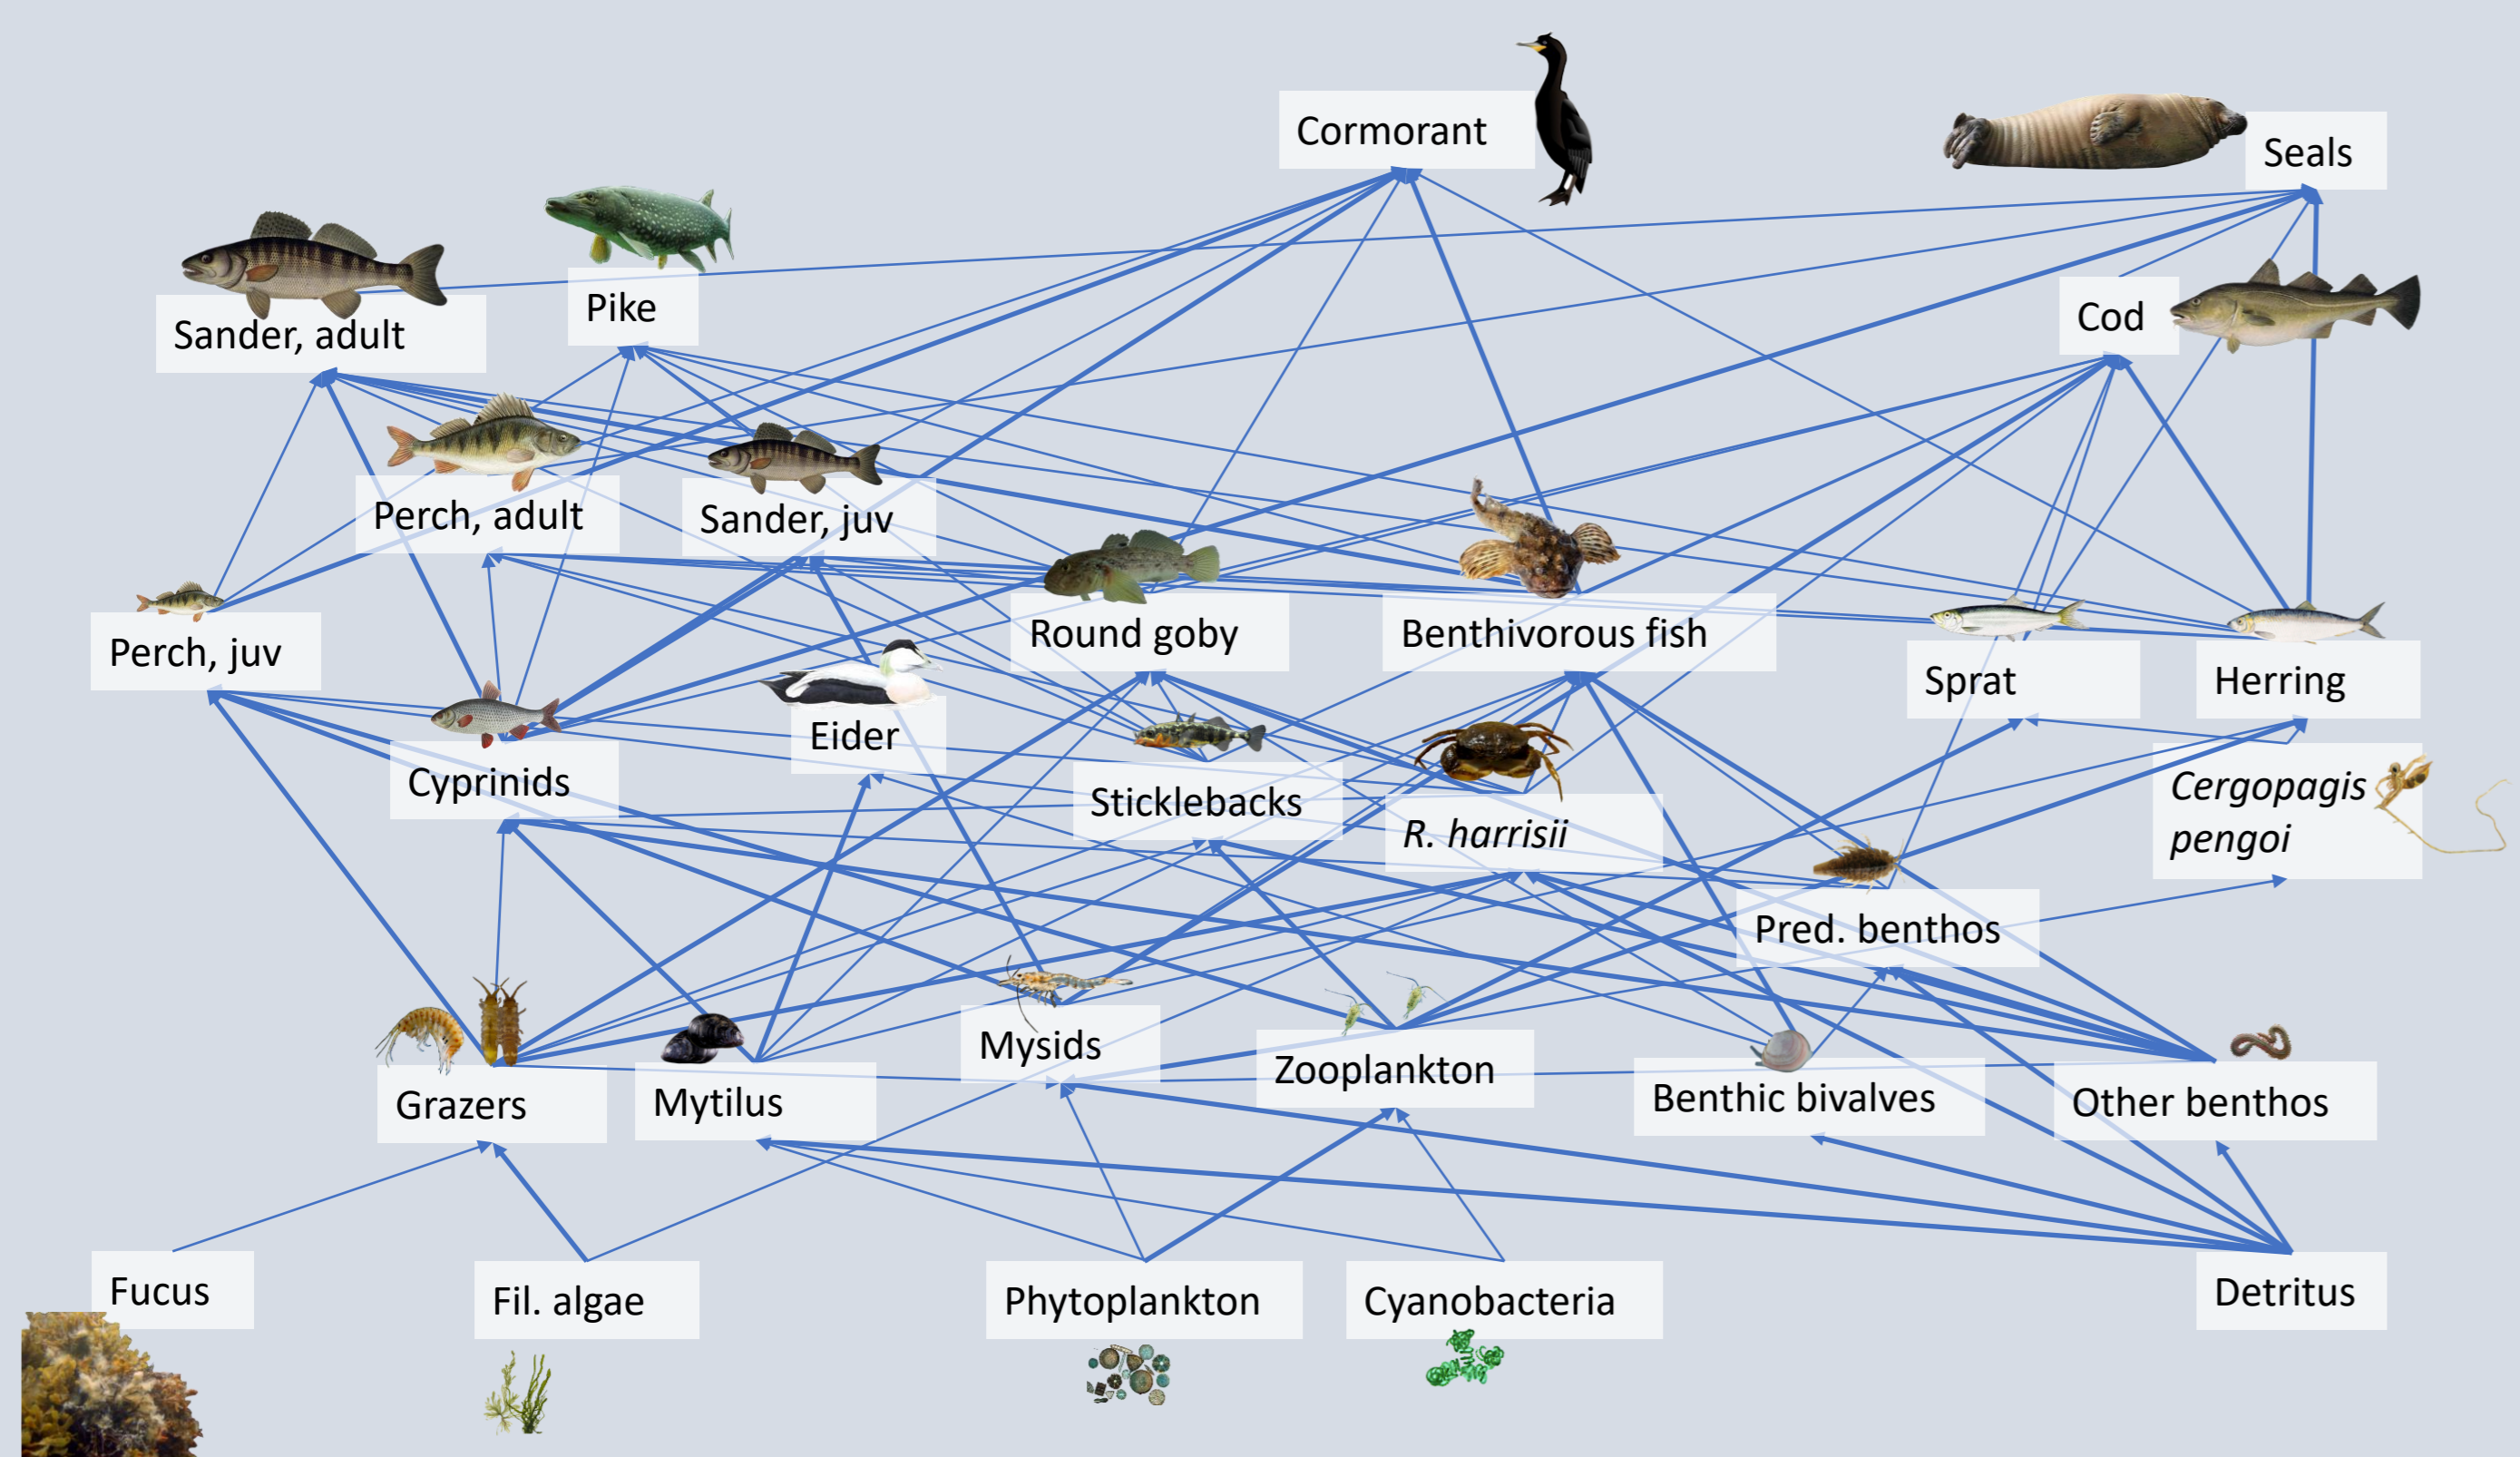 Cormorant
Seals
Pike
Cod
Sander, adult
Perch, adult
Sander, juv
Perch, juv
Round goby
Benthivorous fish
Sprat
Herring
Eider
Cyprinids
Sticklebacks
R. harrisii
Cergopagis
pengoi
Pred. benthos
Mysids
Zooplankton
Grazers
Mytilus
Benthic bivalves
Other benthos
Fucus
Fil. algae
Phytoplankton
Cyanobacteria
Detritus